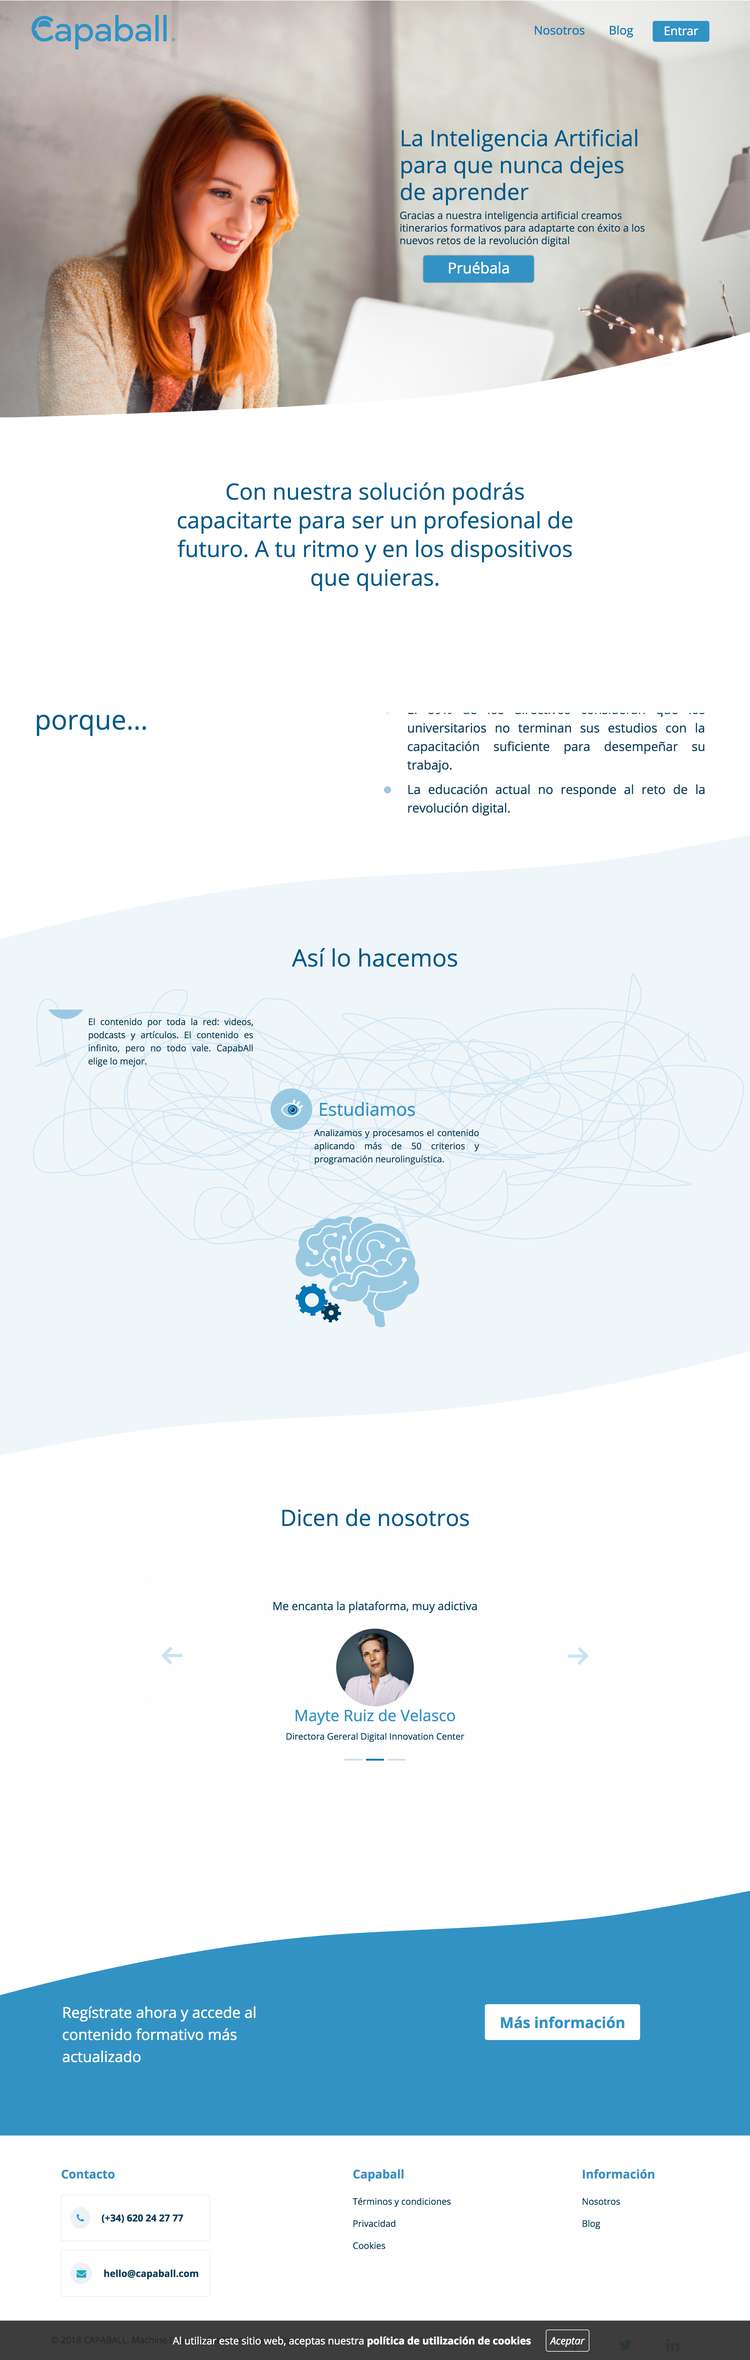 Capaball
Nosotros
Blog
Entrar
La Inteligencia Artificial
para que nunca dejes
de aprender
Gracias a nuestra inteligencia artificial creamos
itinerarios formativos para adaptarte con éxito a los
nuevos retos de la revolución digital
Pruébala
Con nuestra solución podrás
capacitarte para ser un profesional de
futuro. A tu ritmo y en los dispositivos
que quieras.
porque...
de los directivos consideran que los
universitarios no terminan sus estudios con la
capacitación suficiente para desempeñar su
trabajo.
La educación actual no responde al reto de la
revolución digital.
Así lo hacemos
El contenido por toda la red: videos,
podcasts y artículos. El contenido es
infinito, pero no todo vale. CapabAll
elige lo mejor.
Estudiamos
Analizamos y procesamos el contenido
aplicando más de 50 criterios y
programación neurolinguística.
Dicen de nosotros
Me encanta la plataforma, muy adictiva
Mayte Ruiz de Velasco
Directora Gereral Digital Innovation Center
Regístrate ahora y accede al
contenido formativo más
actualizado
Más información
Contacto
(+34) 620 24 27 77
hello@capaball.com
Capaball
Términos y condiciones
Privacidad
Cookies
Información
Nosotros
Blog
© 2018 CAPABALL. Machine
Al utilizar este sitio web, aceptas nuestra política de utilización de cookies
Aceptar